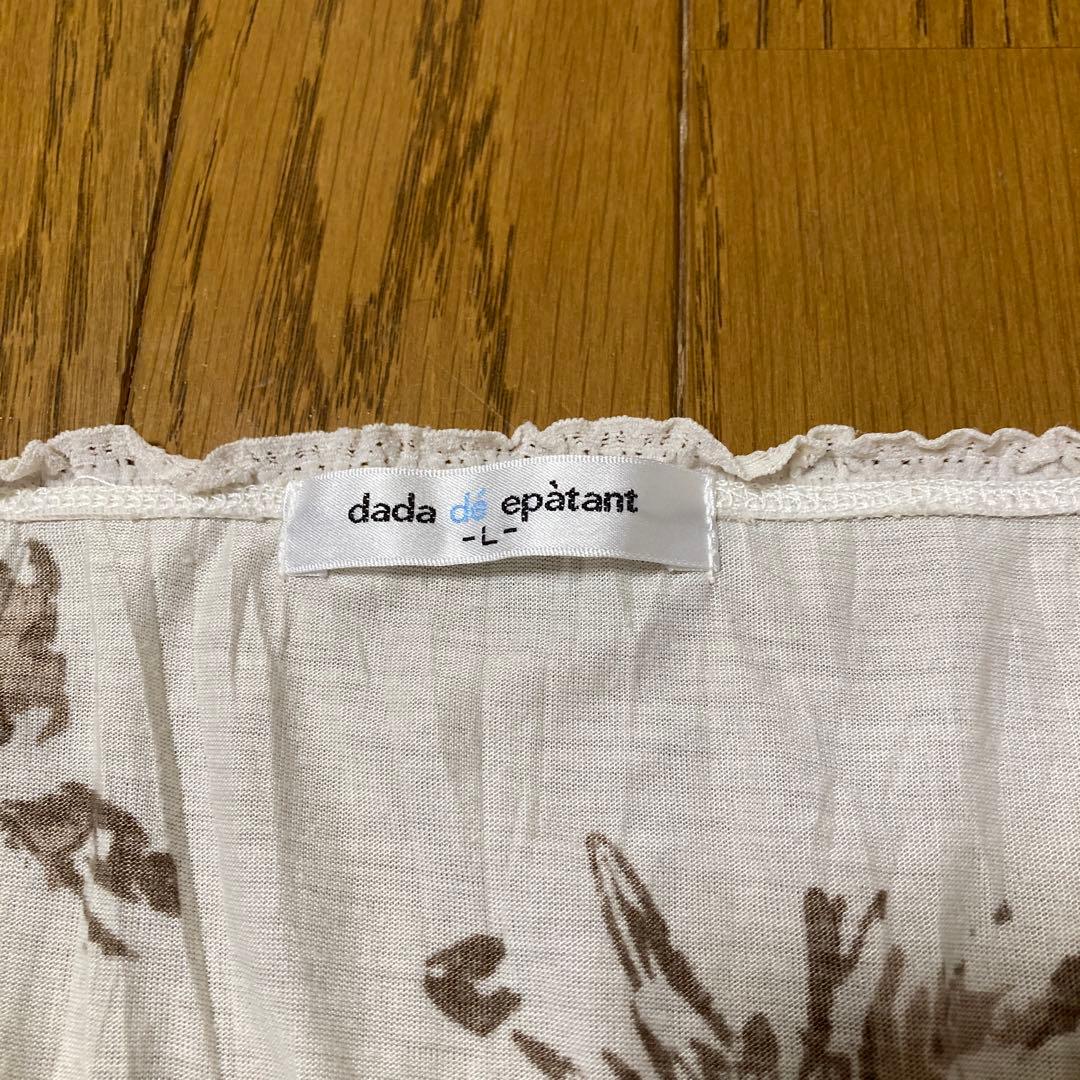 dada dé epàtant
-L-